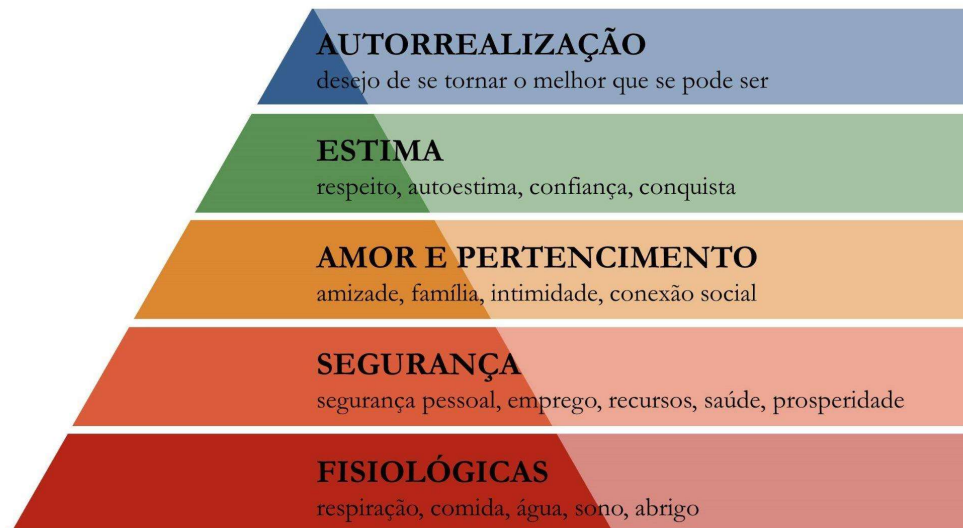 AUTORREALIZAÇÃO
desejo de se tornar o melhor que se pode ser
ESTIMA
respeito, autoestima, confiança, conquista
AMOR E PERTENCIMENTO
amizade, família, intimidade, conexão social
SEGURANÇA
segurança pessoal, emprego, recursos, saúde, prosperidade
FISIOLÓGICAS
respiração, comida, água, sono, abrigo